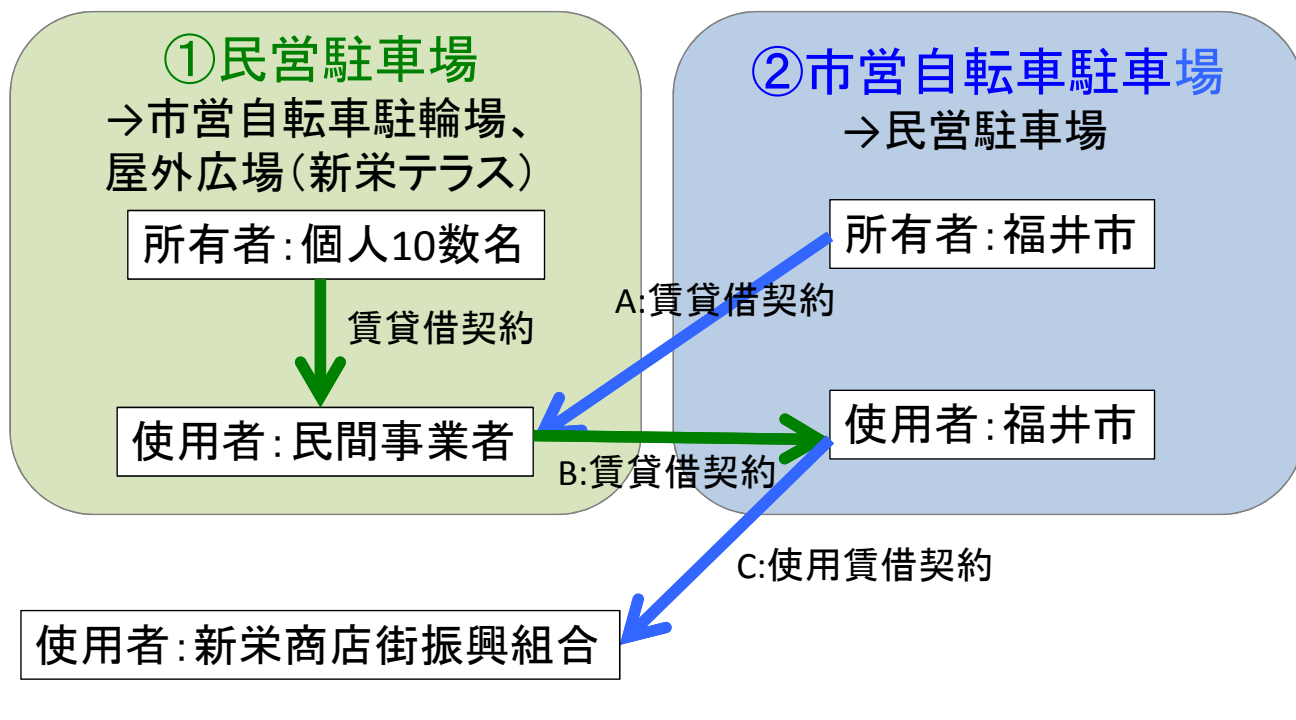 ①民営駐車場
→市営自転車駐輪場、
屋外広場(新栄テラス)
所有者:個人10数名
賃貸借契約
使用者:民間事業者
②市営自転車駐車場
→民営駐車場
所有者:福井市
A:賃貸借契約
使用者:福井市
B:賃貸借契約
C:使用賃借契約
使用者:新栄商店街振興組合